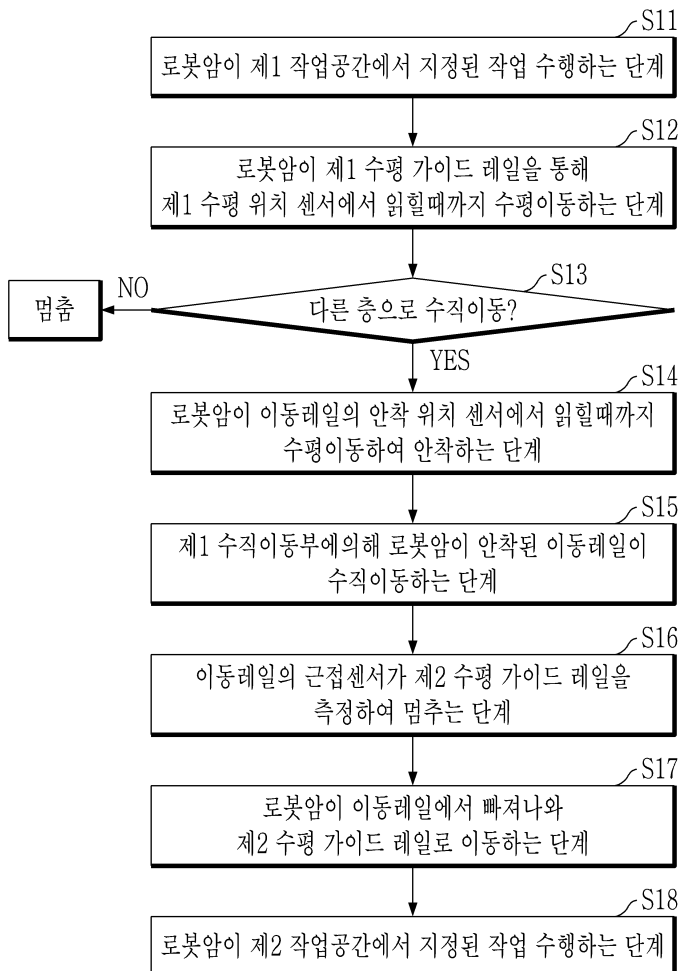 S11
로봇암이 제1 작업공간에서 지정된 작업 수행하는 단계
S12
로봇암이 제1 수평 가이드 레일을 통해
제1 수평 위치 센서에서 읽힐때까지 수평이동하는 단계
S13
다른 층으로 수직이동?
NO
멈춤
YES
S14
로봇암이 이동레일의 안착 위치 센서에서 읽힐때까지
수평이동하여 안착하는 단계
S15
제1 수직이동부에의해 로봇암이 안착된 이동레일이
수직이동하는 단계
S16
이동레일의 근접센서가 제2 수평 가이드 레일을
측정하여 멈추는 단계
S17
로봇암이 이동레일에서 빠져나와
제2 수평 가이드 레일로 이동하는 단계
S18
로봇암이 제2 작업공간에서 지정된 작업 수행하는 단계